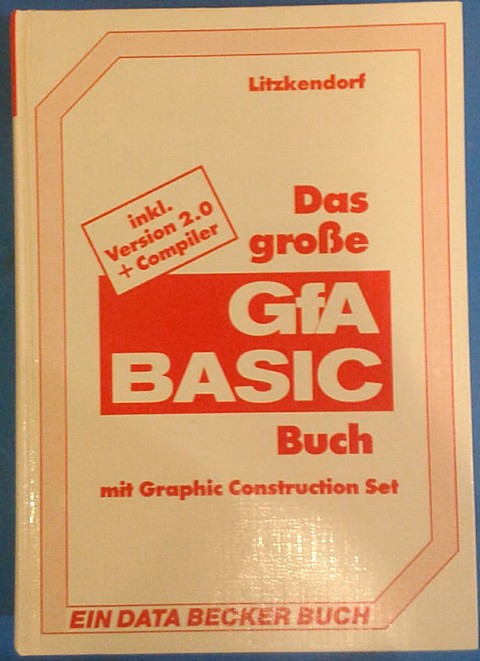 Litzkendorf
inkl.
Version 2.0
+ Compiler
Das
große
GfA
BASIC
Buch
mit Graphic Construction Set
EIN DATA BECKER BUCH